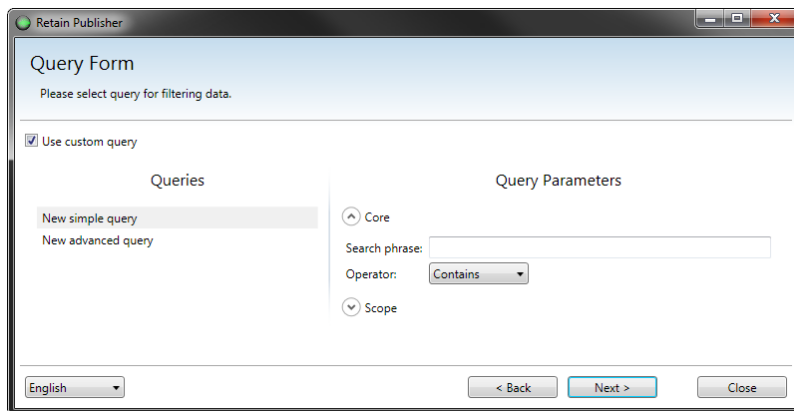 Retain Publisher
Query Form
Please select query for filtering data.
Use custom query
Queries
Query Parameters
New simple query
New advanced query
Core
Search phrase:
Operator: Contains
Scope
English
< Back
Next >
Close